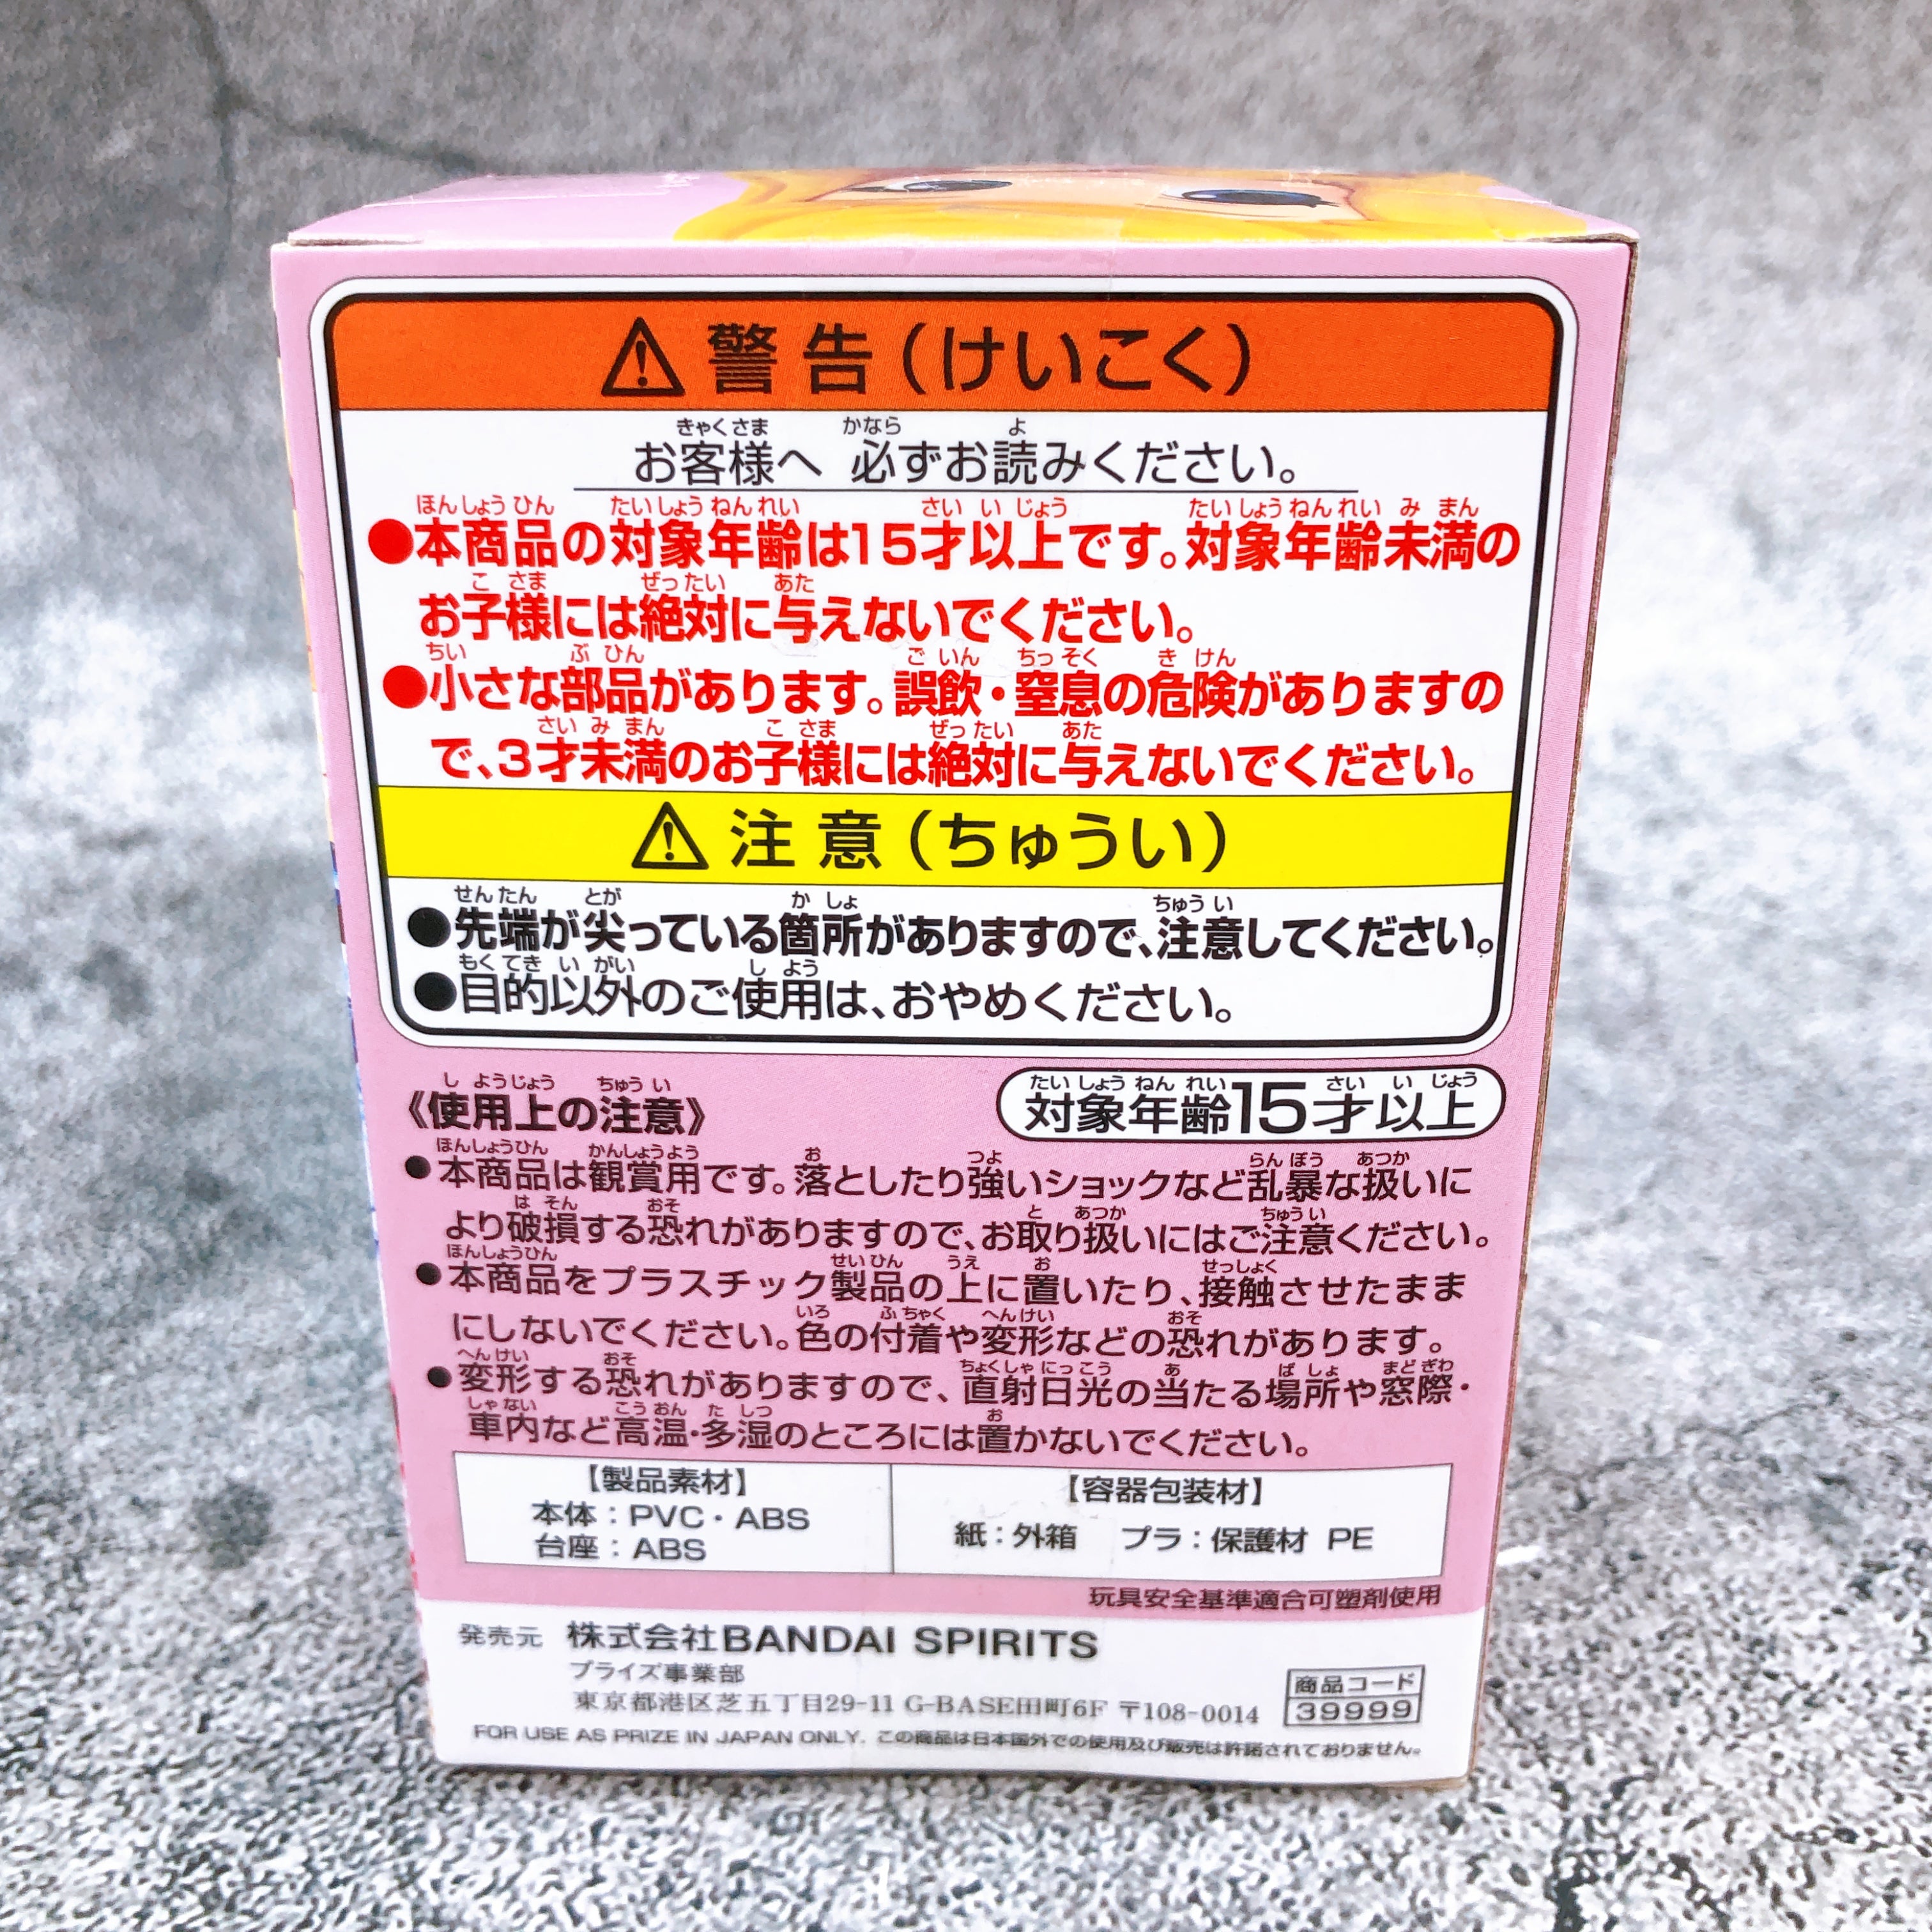 ⚠警告(けいこく)
お客様へ 必ずお読みください。
●本商品の対象年齢は15才以上です。対象年齢未満の
お子様には絶対に与えないでください。
●小さな部品があります。誤飲・窒息の危険がありますの
で、3才未満のお子様には絶対に与えないでください。
⚠注意(ちゅうい)
●先端が尖っている箇所がありますので、注意してください。
●目的以外のご使用は、おやめください。
《使用上の注意》
対象年齢15才以上
●本商品は観賞用です。落としたり強いショックなど乱暴な扱いに
より破損する恐れがありますので、お取り扱いにはご注意ください。
●本商品をプラスチック製品の上に置いたり、接触させたまま
にしないでください。色の付着や変形などの恐れがあります。
●変形する恐れがありますので、直射日光の当たる場所や窓際・
車内など高温・多湿のところには置かないでください。
【製品素材】
本体:PVC・ABS
台座:ABS
【容器包装材】
紙:外箱 プラ:保護材 PE
玩具安全基準適合可塑剤使用
発売元 株式会社BANDAI SPIRITS
プライズ事業部
東京都港区芝五丁目29-11 G-BASE田町6F 〒108-0014
商品コード
39999
FOR USE AS PRIZE IN JAPAN ONLY. この商品は日本国外での使用及び販売は許諾されておりません。